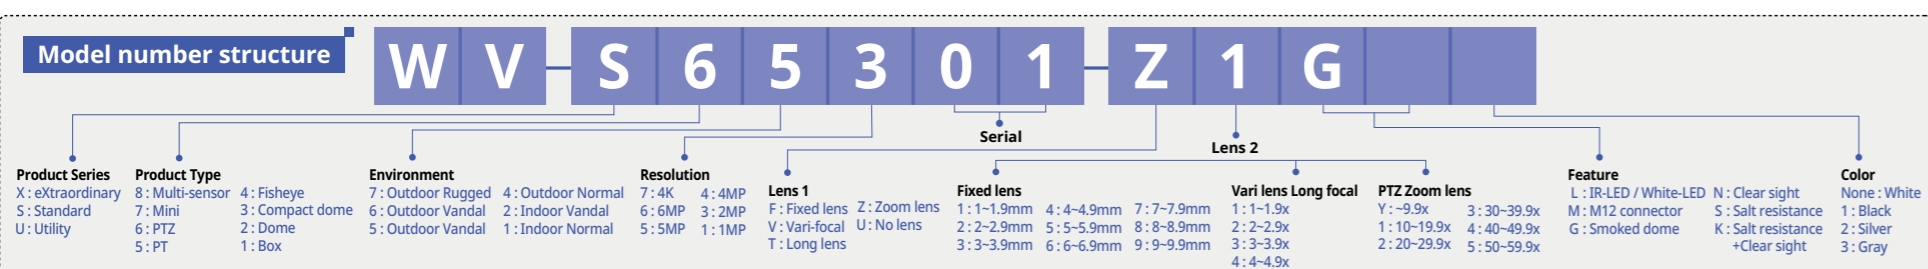 Model number structure
W V - S 6 5 3 0 1 - Z 1 G
Serial
Lens 2
Product Series
X : eXtraordinary
S : Standard
U : Utility
Product Type
8 : Multi-sensor 4 : Fisheye
7 : Mini 3 : Compact dome
6 : PTZ 2 : Dome
5 : PT 1 : Box
Environment
7 : Outdoor Rugged 4 : Outdoor Normal
6 : Outdoor Vandal 2 : Indoor Vandal
5 : Outdoor Vandal 1 : Indoor Normal
Resolution
7 : 4K 4 : 4MP
6 : 6MP 3 : 2MP
5 : 5MP 1 : 1MP
Lens 1
F : Fixed lens Z : Zoom lens
V : Vari-focal U : No lens
T : Long lens
Fixed lens
1 : 1~1.9mm 4 : 4~4.9mm 7 : 7~7.9mm
2 : 2~2.9mm 5 : 5~5.9mm 8 : 8~8.9mm
3 : 3~3.9mm 6 : 6~6.9mm 9 : 9~9.9mm
Vari lens Long focal
1 : 1~1.9x
2 : 2~2.9x
3 : 3~3.9x
4 : 4~4.9x
PTZ Zoom lens
Y : ~9.9x 3 : 30~39.9x
1 : 10~19.9x 4 : 40~49.9x
2 : 20~29.9x 5 : 50~59.9x
Feature
L : IR-LED / White-LED N : Clear sight
M : M12 connector S : Salt resistance
G : Smoked dome K : Salt resistance
+Clear sight
Color
None : White
1 : Black
2 : Silver
3 : Gray